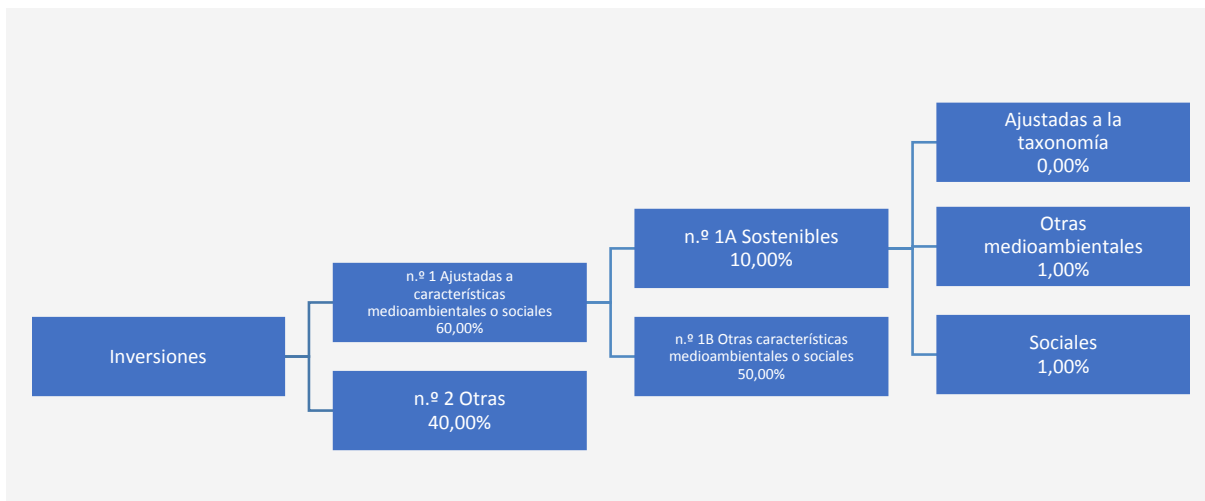 Inversiones
n.º 1 Ajustadas a
características
medioambientales o sociales
60,00%
n.º 2 Otras
40,00%
n.º 1A Sostenibles
10,00%
n.º 1B Otras características
medioambientales o sociales
50,00%
Ajustadas a la
taxonomía
0,00%
Otras
medioambientales
1,00%
Sociales
1,00%